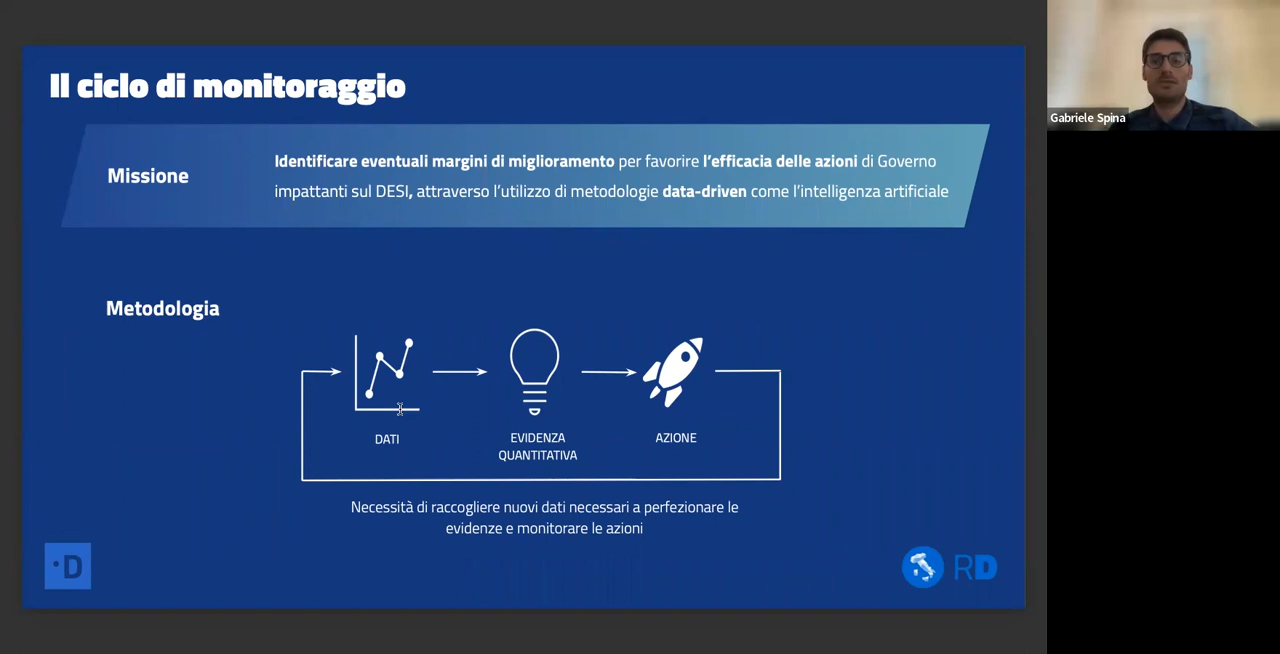 Il ciclo di monitoraggio
Missione
Identificare eventuali margini di miglioramento per favorire l'efficacia delle azioni di Governo
impattanti sul DESI, attraverso l'utilizzo di metodologie data-driven come l'intelligenza artificiale
Metodologia
DATI
EVIDENZA
QUANTITATIVA
AZIONE
Necessità di raccogliere nuovi dati necessari a perfezionare le
evidenze e monitorare le azioni
·D
RD
Gabriele Spina